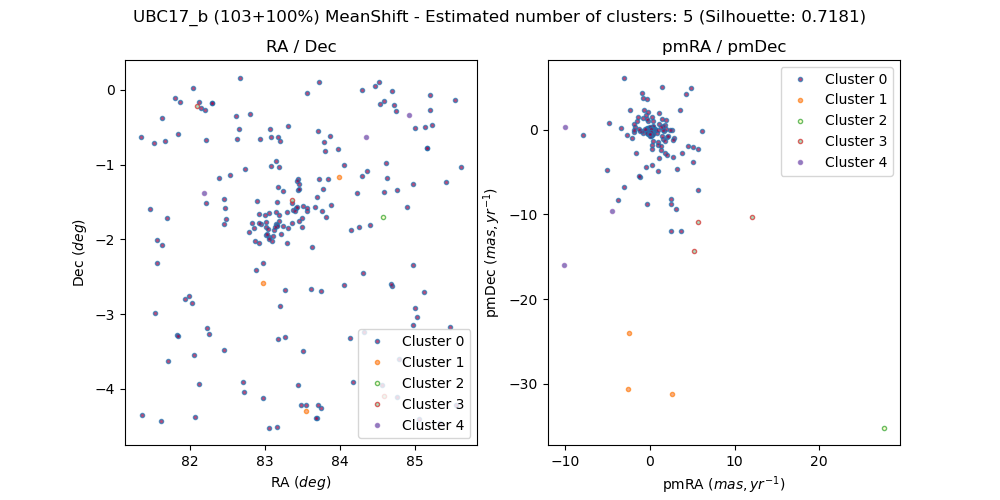 UBC17_b (103+100%) MeanShift - Estimated number of clusters: 5 (Silhouette: 0.7181)
RA / Dec
0
−1
−2
−3
−4
Dec (deg)
82
83
84
85
RA (deg)
Cluster 0
Cluster 1
Cluster 2
Cluster 3
Cluster 4
pmRA / pmDec
0
−10
−20
−30
pmDec (mas, yr⁻¹)
−10
0
10
20
pmRA (mas, yr⁻¹)
Cluster 0
Cluster 1
Cluster 2
Cluster 3
Cluster 4